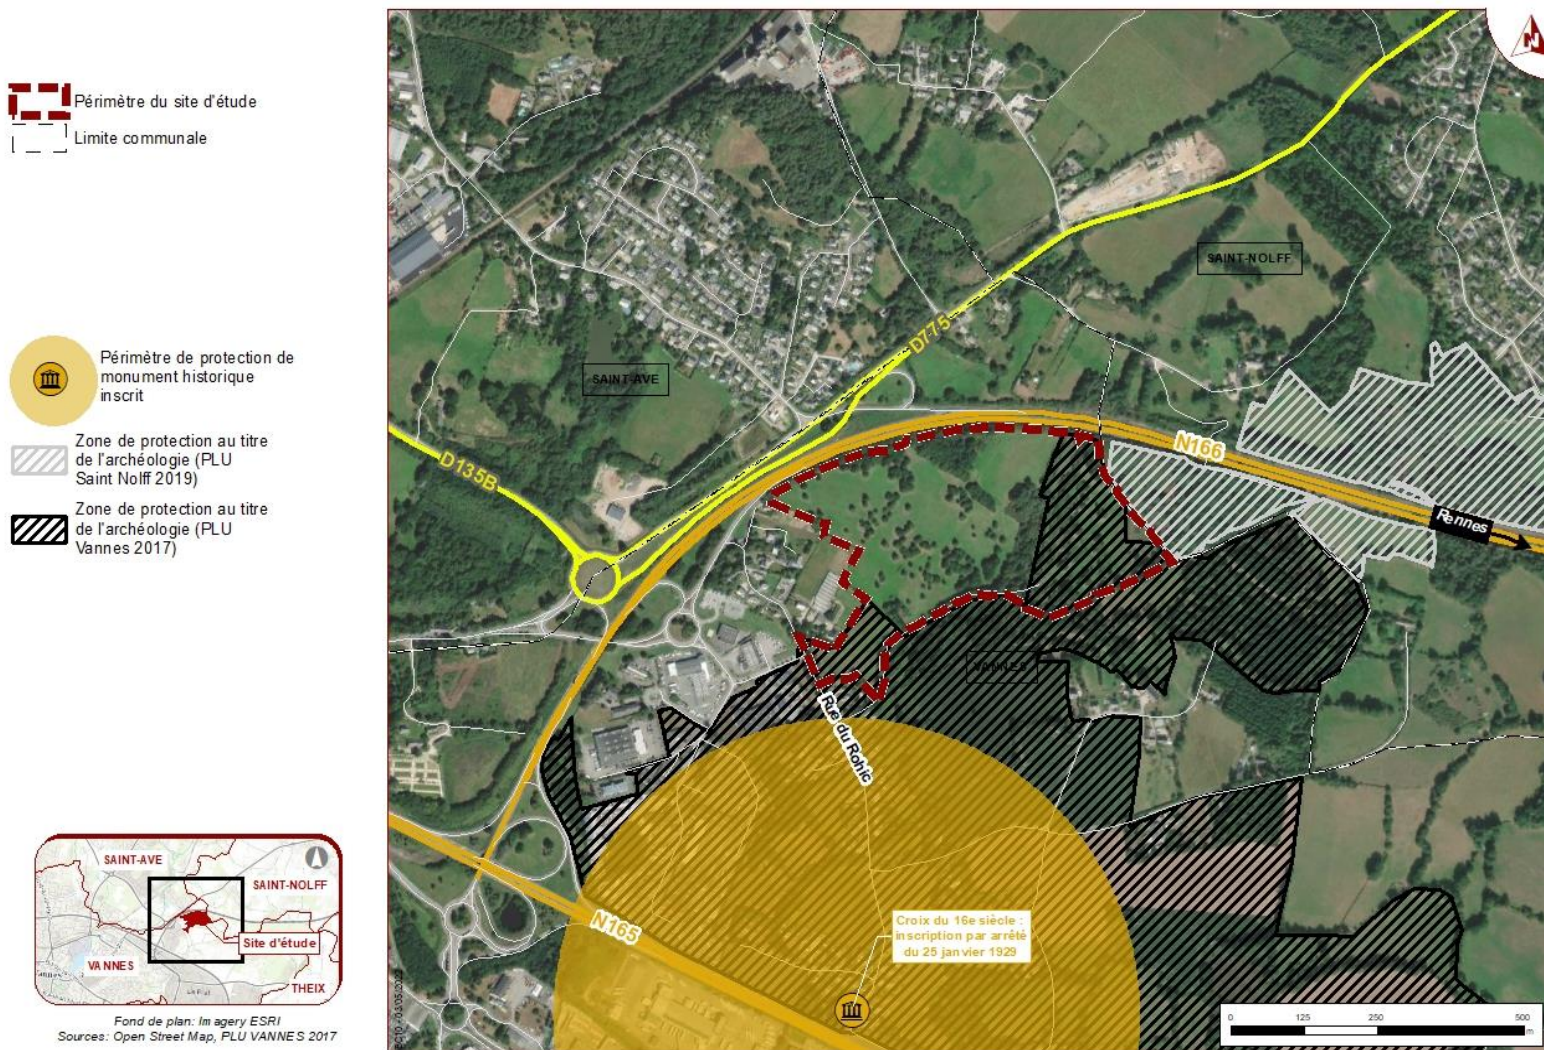 Périmètre du site d'étude
Limite communale
Périmètre de protection de
monument historique
inscrit
Zone de protection au titre
de l'archéologie (PLU
Saint Nolff 2019)
Zone de protection au titre
de l'archéologie (PLU
Vannes 2017)
SAINT-AVE
SAINT-NOLFF
Site d'étude
VANNES
THEIX
Fond de plan: Imagery ESRI
Sources: Open Street Map, PLU VANNES 2017
N
SAINT-NOLFF
D775
SAINT-AVE
N166
D135B
Rennes
VANNES
Rue du Rohic
N165
Croix du 16e siècle :
inscription par arrêté
du 25 janvier 1929
0 125 250 500
m